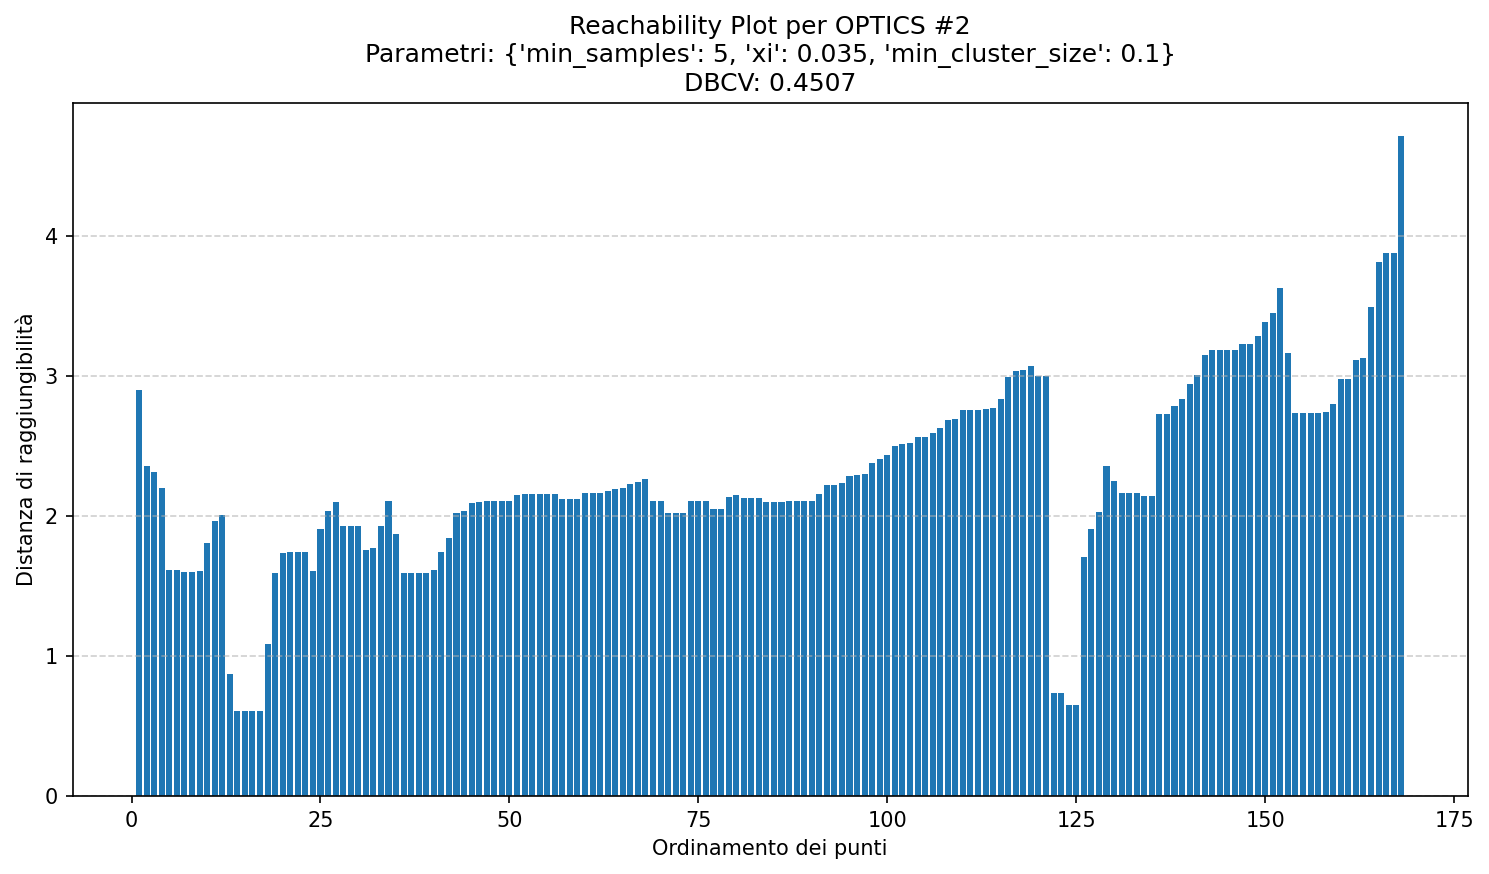 Reachability Plot per OPTICS #2
Parametri: {'min_samples': 5, 'xi': 0.035, 'min_cluster_size': 0.1}
DBCV: 0.4507
Distanza di raggiungibilità
4
3
2
1
0
0 25 50 75 100 125 150 175
Ordinamento dei punti